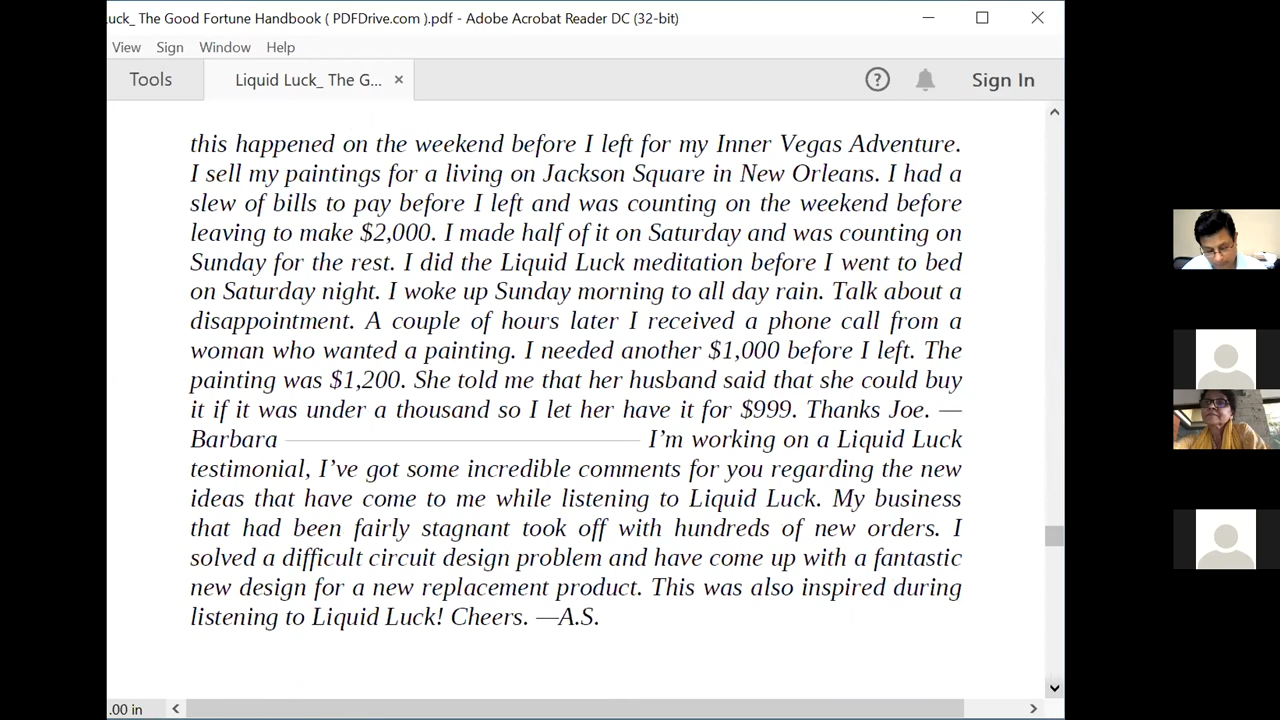 uck_ The Good Fortune Handbook ( PDFDrive.com ).pdf - Adobe Acrobat Reader DC (32-bit)
View Sign Window Help
Tools Liquid Luck_ The G... Sign In
this happened on the weekend before I left for my Inner Vegas Adventure.
I sell my paintings for a living on Jackson Square in New Orleans. I had a
slew of bills to pay before I left and was counting on the weekend before
leaving to make $2,000. I made half of it on Saturday and was counting on
Sunday for the rest. I did the Liquid Luck meditation before I went to bed
on Saturday night. I woke up Sunday morning to all day rain. Talk about a
disappointment. A couple of hours later I received a phone call from a
woman who wanted a painting. I needed another $1,000 before I left. The
painting was $1,200. She told me that her husband said that she could buy
it if it was under a thousand so I let her have it for $999. Thanks Joe. —
Barbara I’m working on a Liquid Luck
testimonial, I’ve got some incredible comments for you regarding the new
ideas that have come to me while listening to Liquid Luck. My business
that had been fairly stagnant took off with hundreds of new orders. I
solved a difficult circuit design problem and have come up with a fantastic
new design for a new replacement product. This was also inspired during
listening to Liquid Luck! Cheers. —A.S.
.00 in